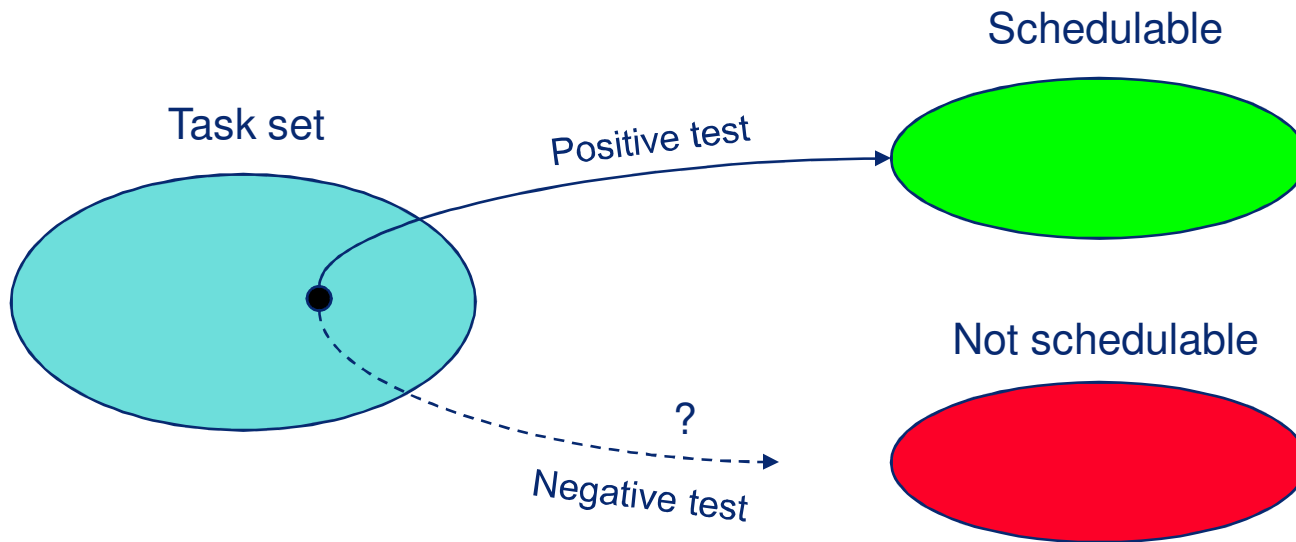 Schedulable
Task set
Positive test
Not schedulable
?
Negative test